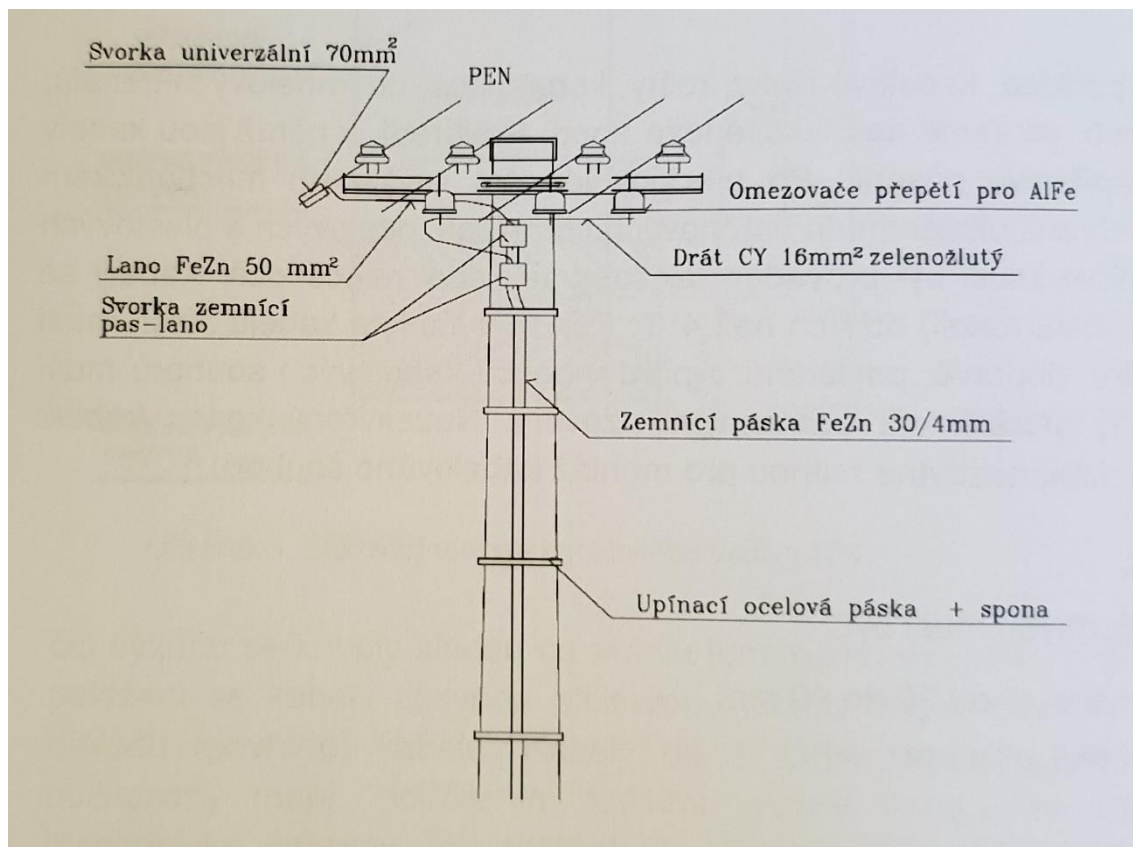 Svorka univerzální 70mm²
PEN
Omezovače přepětí pro AlFe
Lano FeZn 50 mm²
Drát CY 16mm² zelenožlutý
Svorka zemnící
pas-lano
Zemnící páska FeZn 30/4mm
Upínací ocelová páska + spona